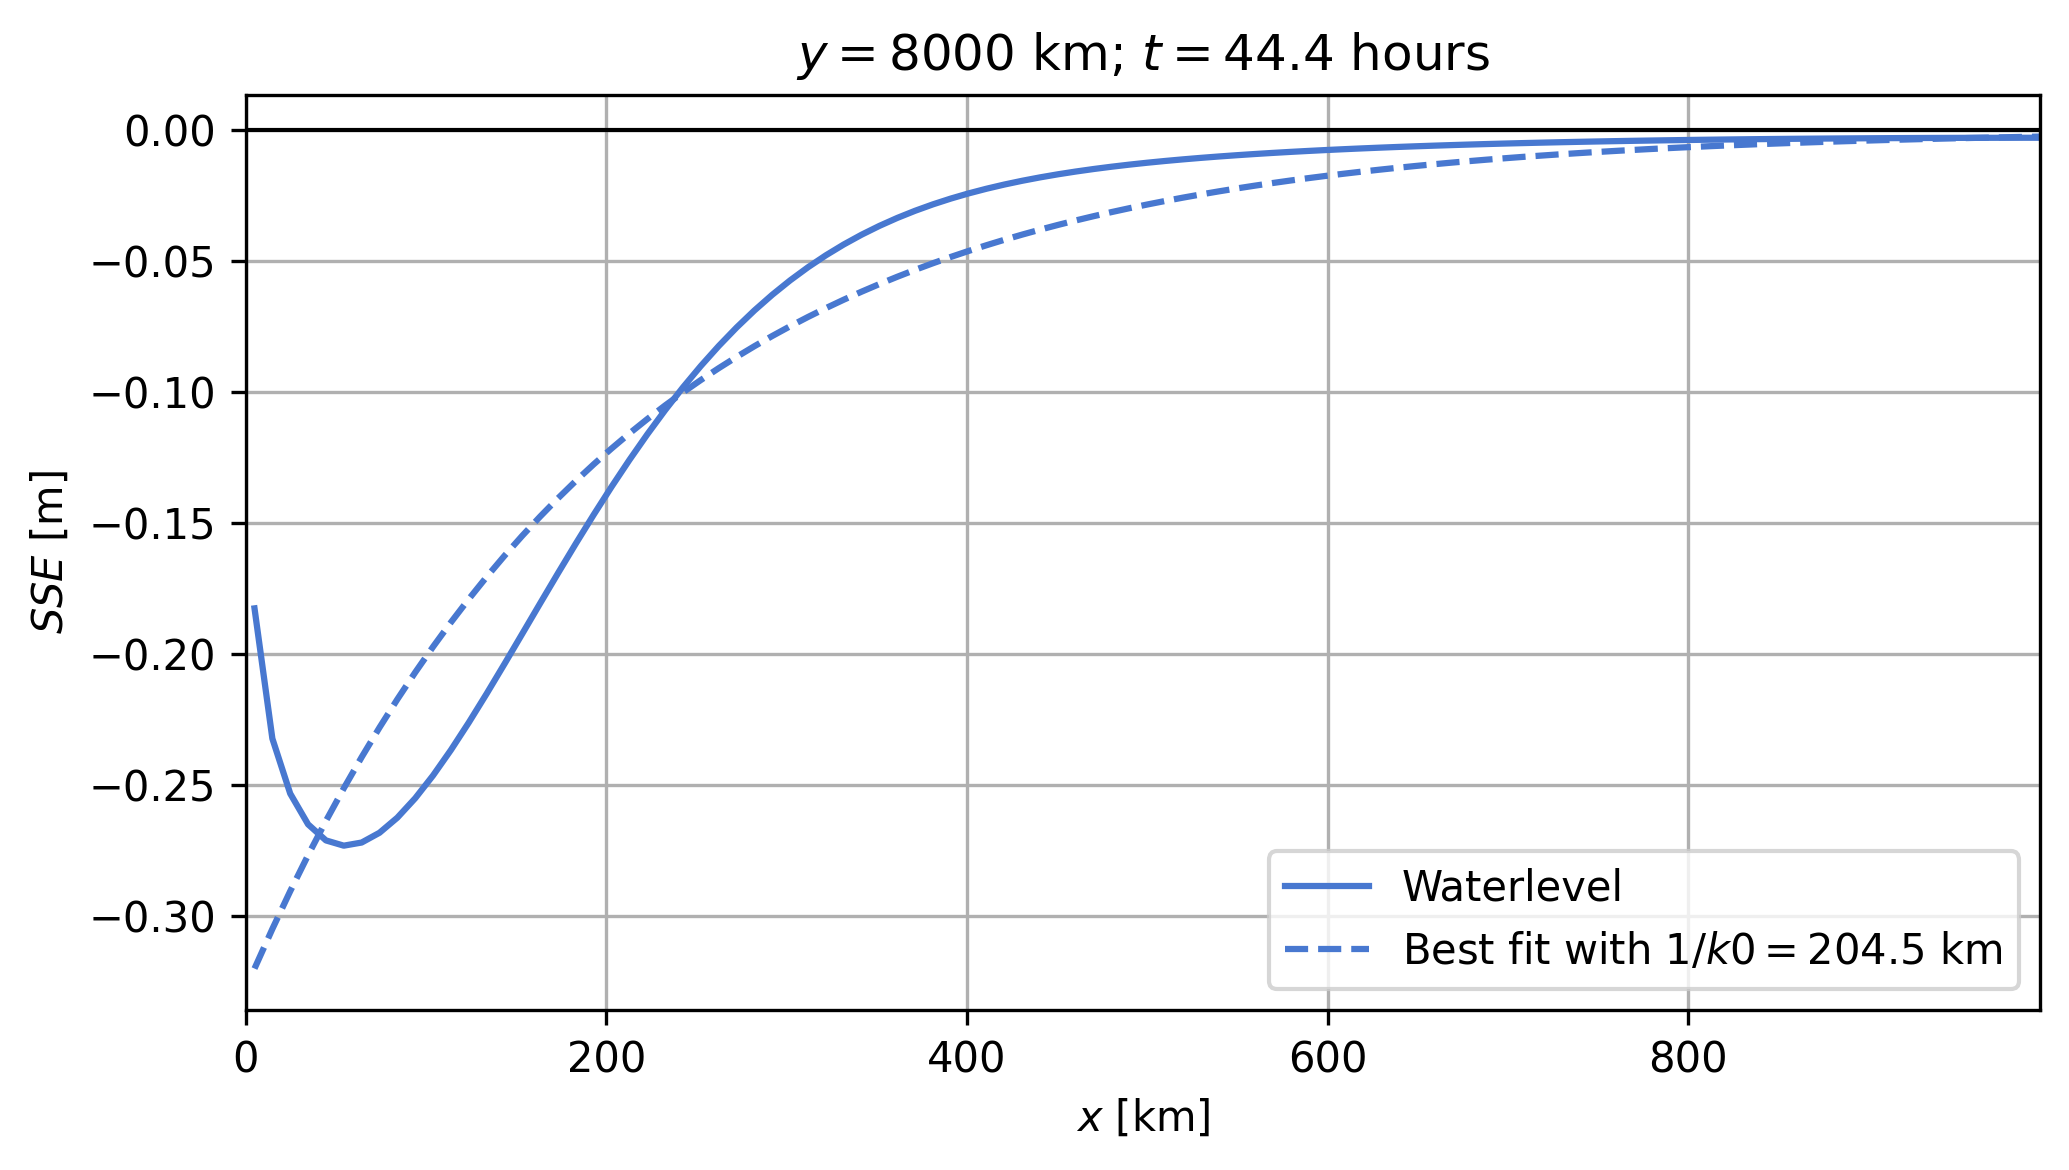 y = 8000 km; t = 44.4 hours
SSE [m]
0.00
−0.05
−0.10
−0.15
−0.20
−0.25
−0.30
Waterlevel
Best fit with 1/k0 = 204.5 km
0 200 400 600 800
x [km]